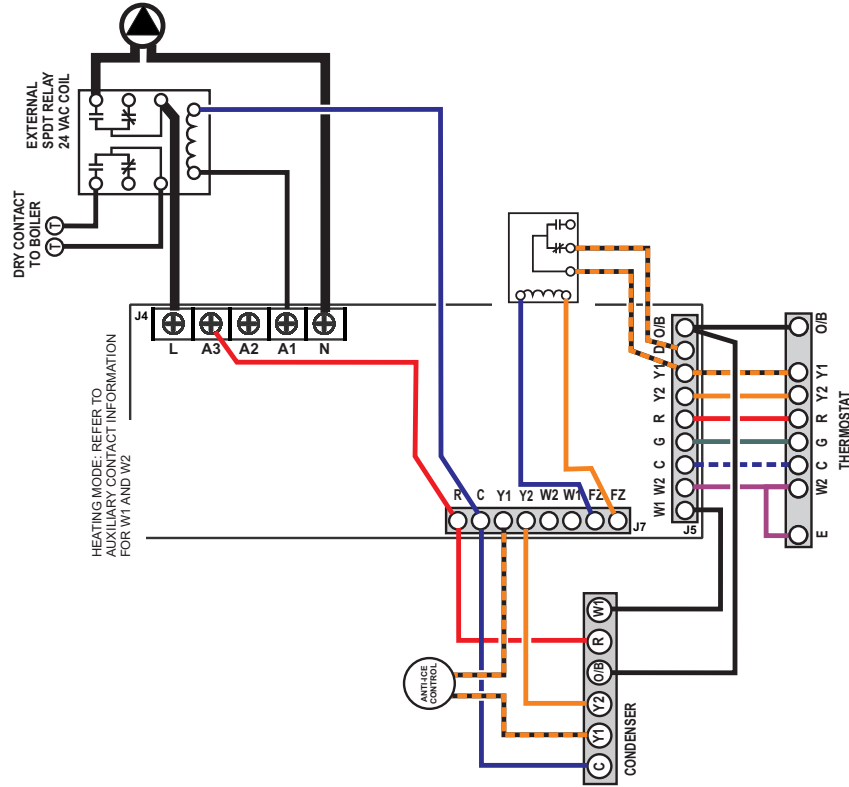 EXTERNAL
SPDT RELAY
24 VAC COIL
DRY CONTACT
TO BOILER
T
T
J4
L A3 A2 A1 N
HEATING MODE: REFER TO
AUXILIARY CONTACT INFORMATION
FOR W1 AND W2
R C Y1 Y2 W2 W1 FZ FZ
J7
O/B
D
Y1
Y2
R
G
C
W2
W1
J5
O/B
Y1
Y2
R
G
C
W2
E
THERMOSTAT
ANTI-ICE
CONTROL
W1
R
O/B
Y2
Y1
C
CONDENSER